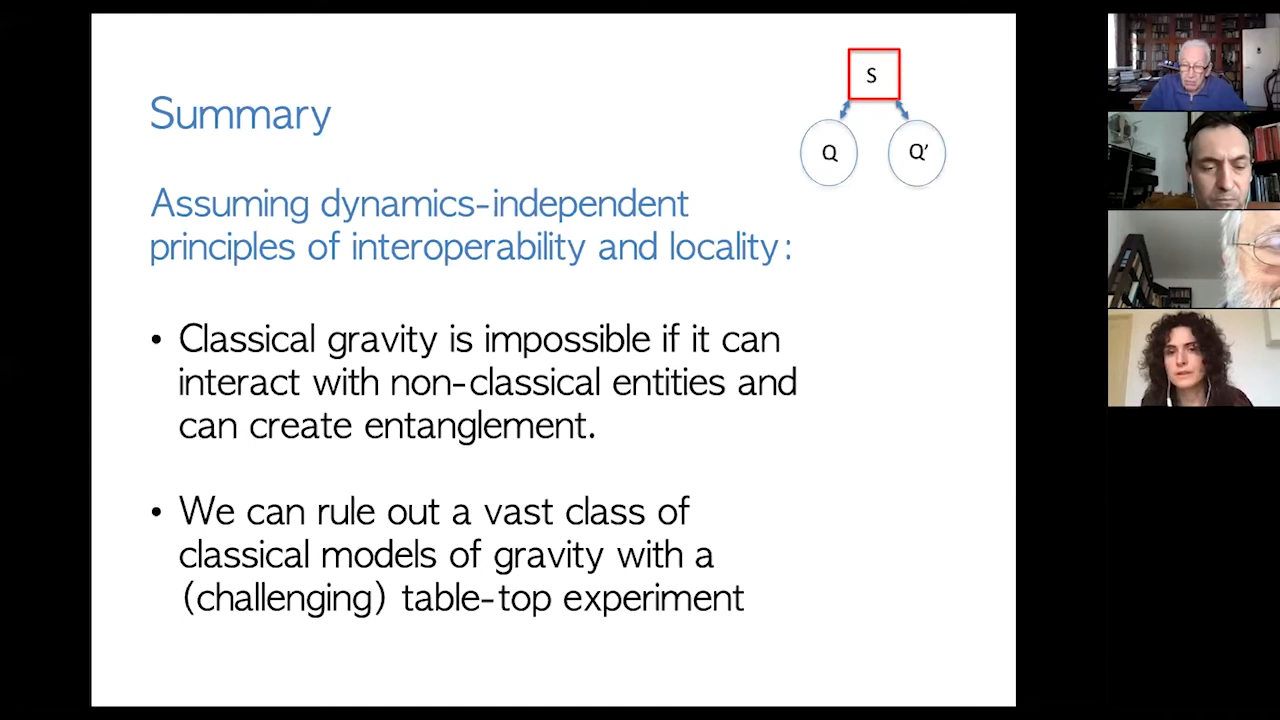 S
Summary
Q Q’
Assuming dynamics-independent
principles of interoperability and locality:
• Classical gravity is impossible if it can
interact with non-classical entities and
can create entanglement.
• We can rule out a vast class of
classical models of gravity with a
(challenging) table-top experiment